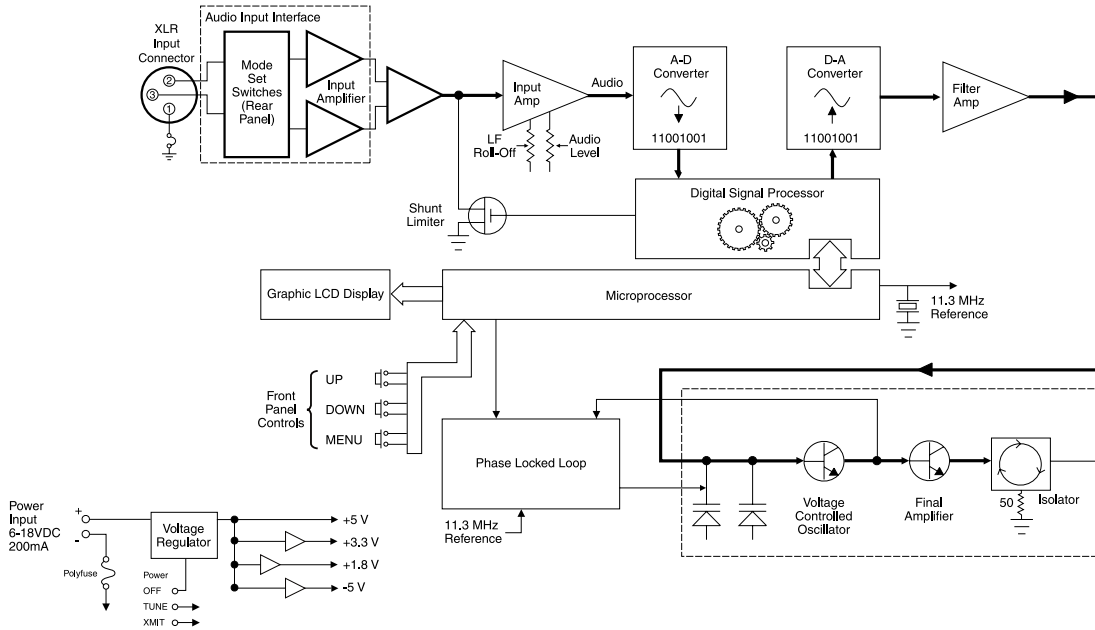 Audio Input Interface
XLR
Input
Connector
2
3
1
Mode
Set
Switches
(Rear
Panel)
Input
Amplifier
Input
Amp
LF
Roll-Off
Audio
Level
Audio
A-D
Converter
11001001
D-A
Converter
11001001
Filter
Amp
Shunt
Limiter
Digital Signal Processor
Graphic LCD Display
Microprocessor
11.3 MHz
Reference
Front
Panel
Controls
UP
DOWN
MENU
Phase Locked Loop
11.3 MHz
Reference
Voltage
Controlled
Oscillator
Final
Amplifier
50
Isolator
Power
Input
6-18VDC
200mA
+
-
Polyfuse
Voltage
Regulator
Power
OFF
TUNE
XMIT
+5 V
+3.3 V
+1.8 V
-5 V